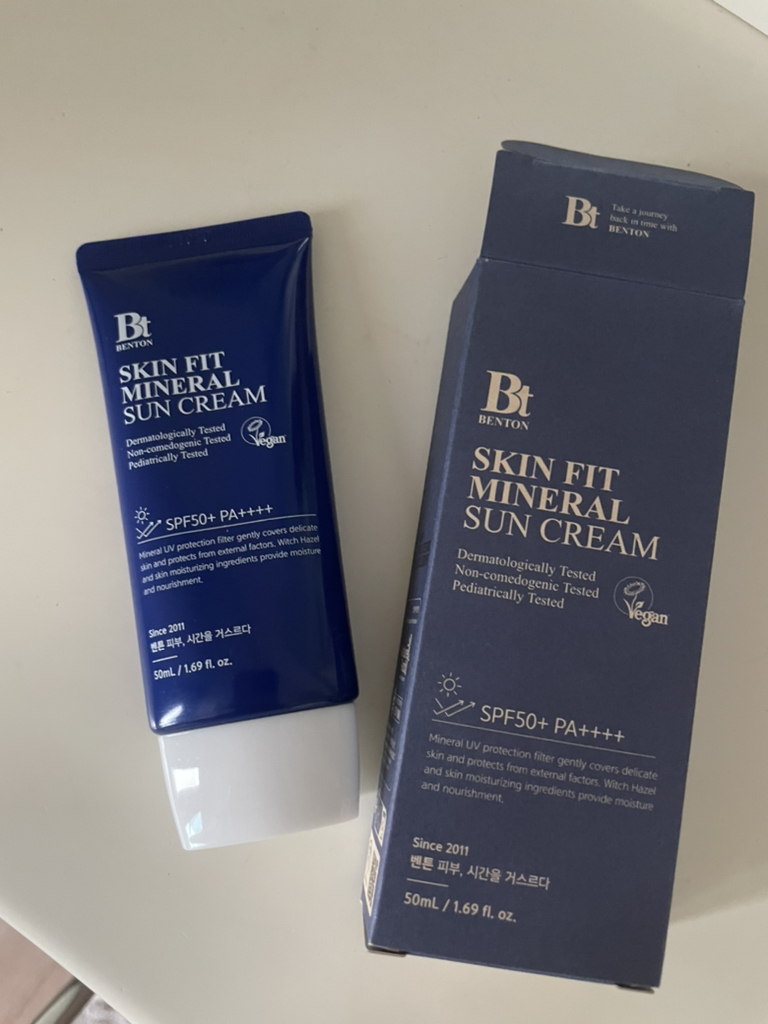 Bt
BENTON
SKIN FIT
MINERAL
SUN CREAM
Dermatologically Tested
Non-comedogenic Tested
Pediatrically Tested
Vegan
SPF50+ PA++++
Mineral UV protection filter gently covers delicate
skin and protects from external factors. Witch Hazel
and skin moisturizing ingredients provide moisture
and nourishment.
Since 2011
벤튼 피부, 시간을 거스르다
50mL / 1.69 fl. oz.
Bt
Take a journey
back in time with
BENTON
Bt
BENTON
SKIN FIT
MINERAL
SUN CREAM
Dermatologically Tested
Non-comedogenic Tested
Pediatrically Tested
Vegan
SPF50+ PA++++
Mineral UV protection filter gently covers delicate
skin and protects from external factors. Witch Hazel
and skin moisturizing ingredients provide moisture
and nourishment.
Since 2011
벤튼 피부, 시간을 거스르다
50mL / 1.69 fl. oz.